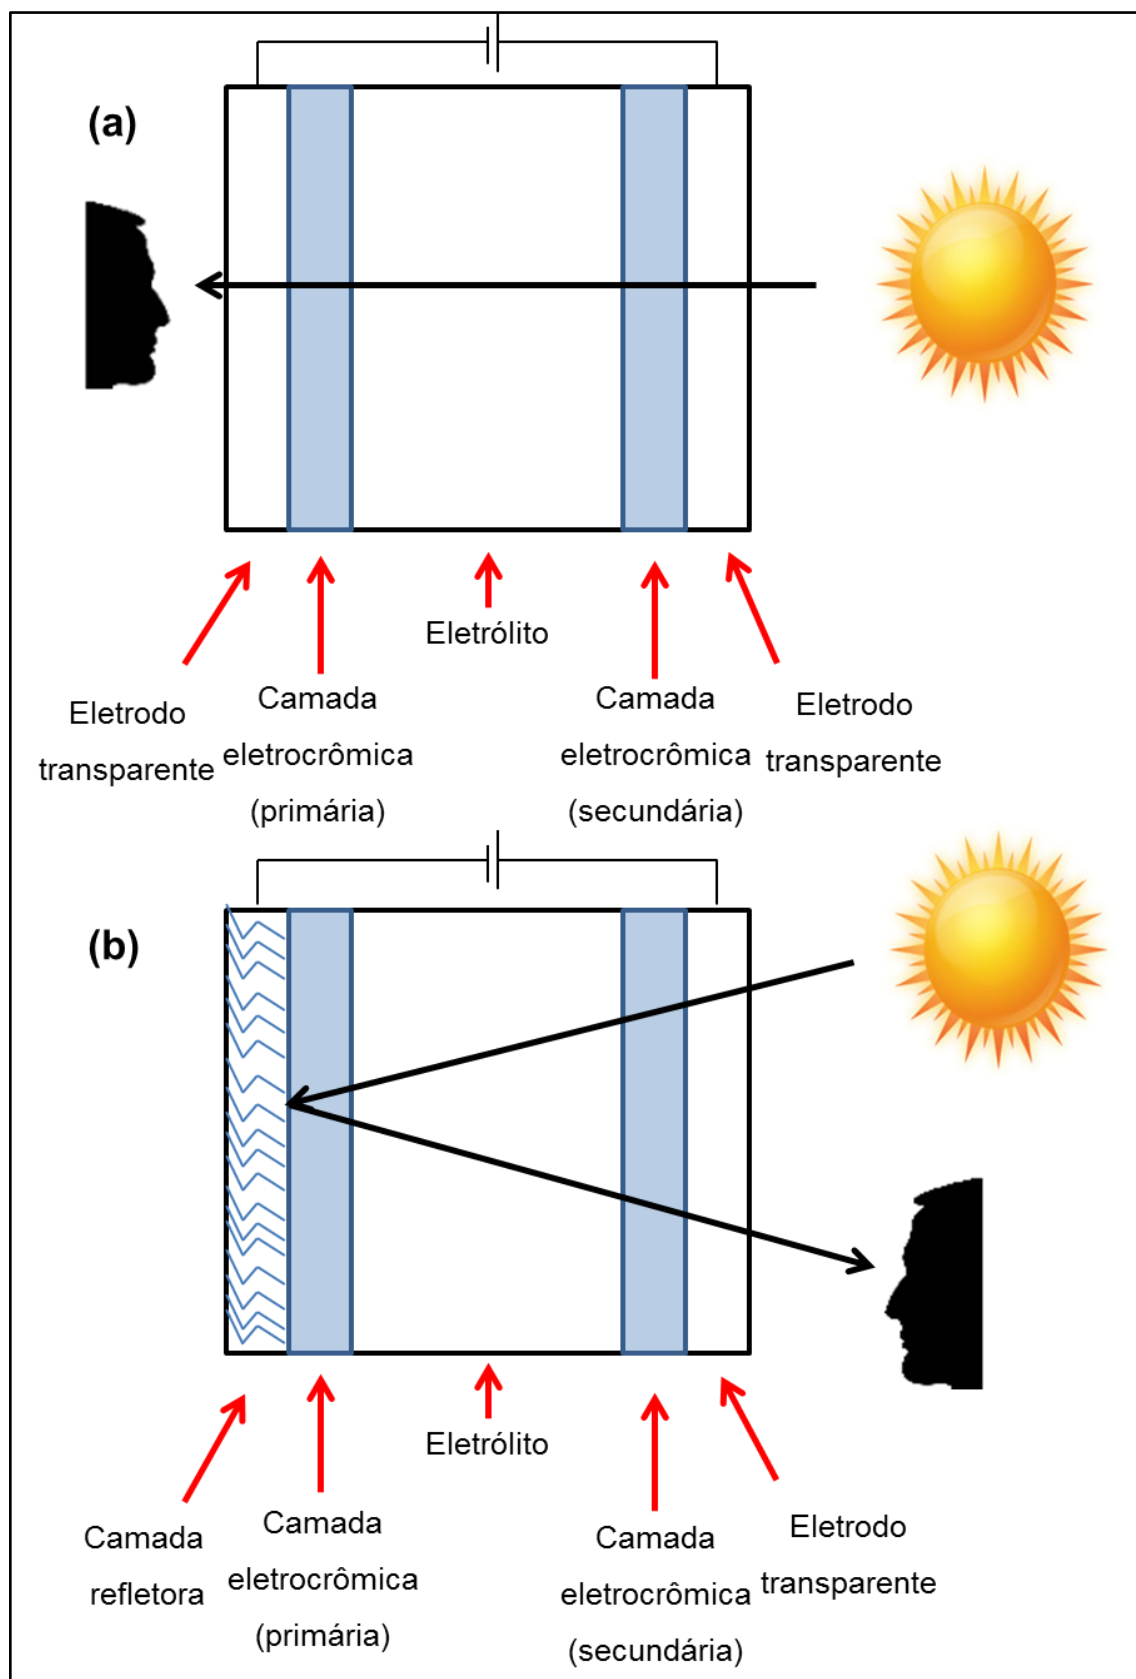 (a)
Eletrólito
Eletrodo
transparente
Camada
eletrocrômica
(primária)
Camada
eletrocrômica
(secundária)
Eletrodo
transparente
(b)
Eletrólito
Camada
refletora
Camada
eletrocrômica
(primária)
Camada
eletrocrômica
(secundária)
Eletrodo
transparente